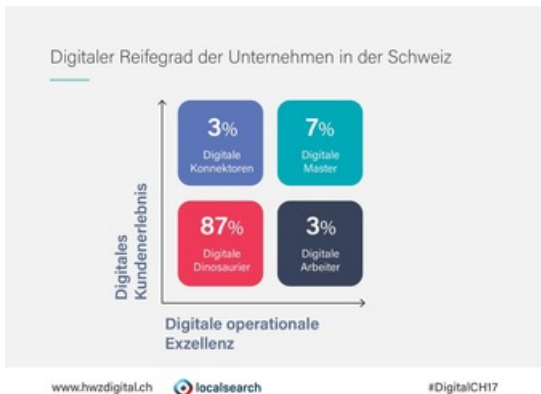 Digitaler Reifegrad der Unternehmen in der Schweiz
3%
Digitale
Konnektoren
7%
Digitale
Master
87%
Digitale
Dinosaurier
3%
Digitale
Arbeiter
Digitales
Kundenerlebnis
Digitale operationale
Exzellenz
www.hwzdigital.ch
localsearch
#DigitalCH17